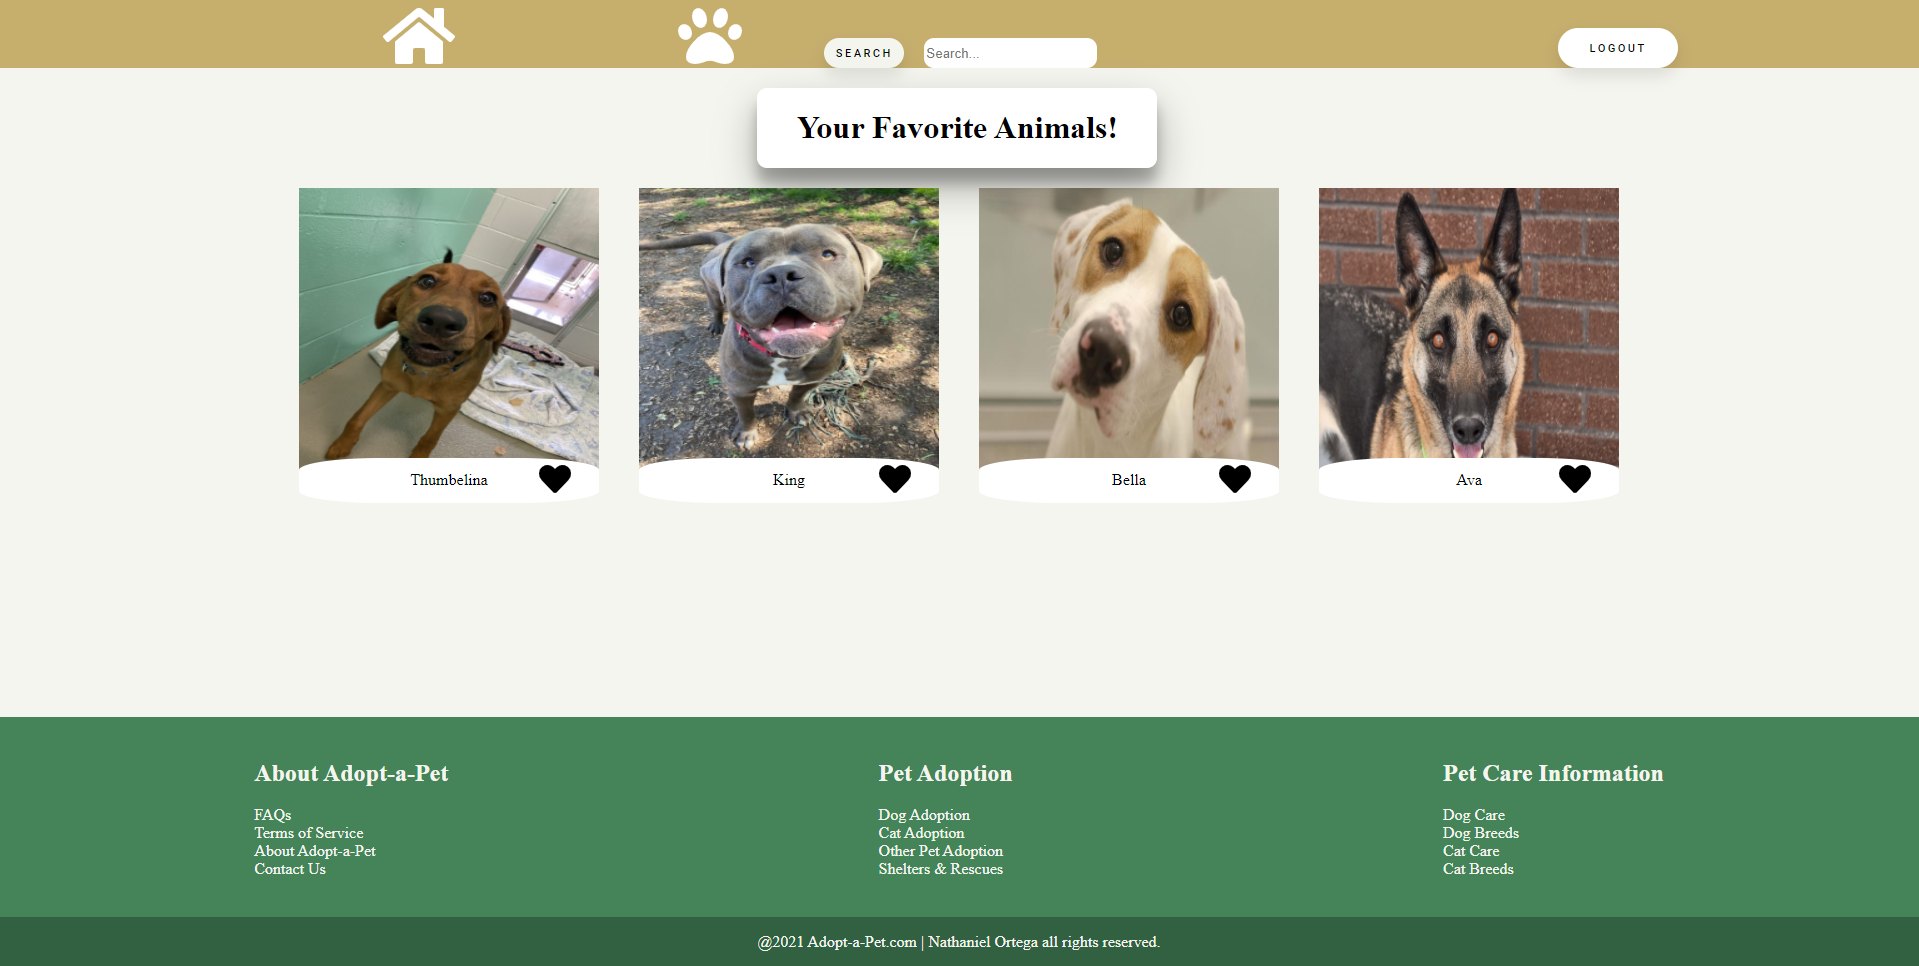 SEARCH
Search...
LOGOUT
Your Favorite Animals!
Thumbelina
King
Bella
Ava
About Adopt-a-Pet
FAQs
Terms of Service
About Adopt-a-Pet
Contact Us
Pet Adoption
Dog Adoption
Cat Adoption
Other Pet Adoption
Shelters & Rescues
Pet Care Information
Dog Care
Dog Breeds
Cat Care
Cat Breeds
@2021 Adopt-a-Pet.com | Nathaniel Ortega all rights reserved.